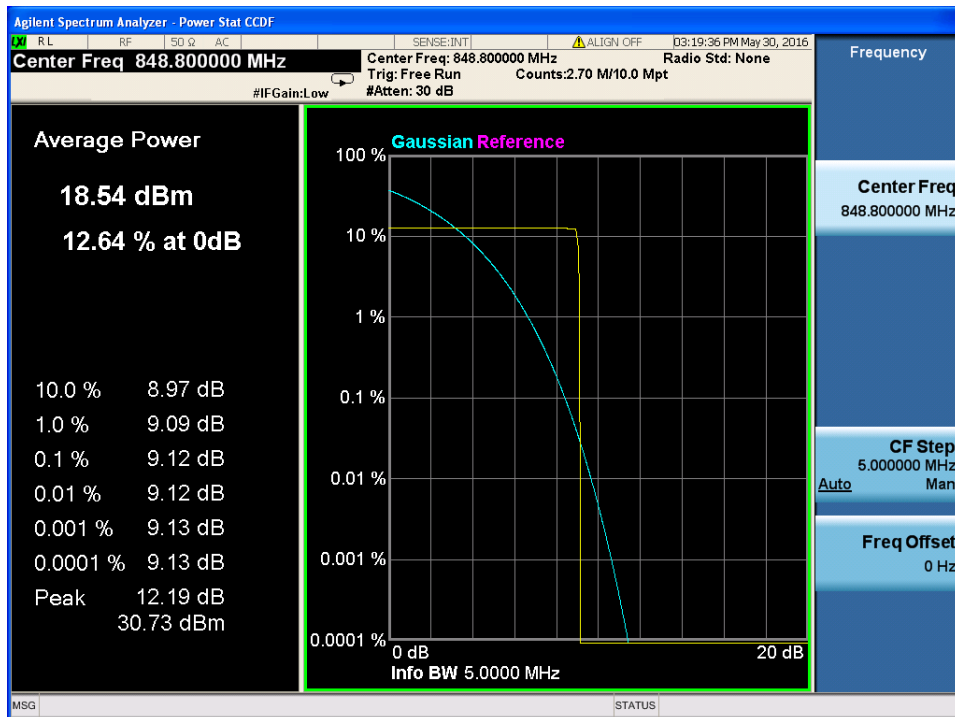 Agilent Spectrum Analyzer - Power Stat CCDF
LXI RL RF 50 Ω AC SENSE:INT ALIGN OFF 03:19:36 PM May 30, 2016
Center Freq 848.800000 MHz
#IFGain:Low
Center Freq: 848.800000 MHz
Trig: Free Run
#Atten: 30 dB
Counts:2.70 M/10.0 Mpt
Radio Std: None
Average Power
18.54 dBm
12.64 % at 0dB
10.0 % 8.97 dB
1.0 % 9.09 dB
0.1 % 9.12 dB
0.01 % 9.12 dB
0.001 % 9.13 dB
0.0001 % 9.13 dB
Peak 12.19 dB
30.73 dBm
Gaussian Reference
100 %
10 %
1 %
0.1 %
0.01 %
0.001 %
0.0001 %
0 dB 20 dB
Info BW 5.0000 MHz
Frequency
Center Freq
848.800000 MHz
CF Step
5.000000 MHz
Auto Man
Freq Offset
0 Hz
MSG STATUS